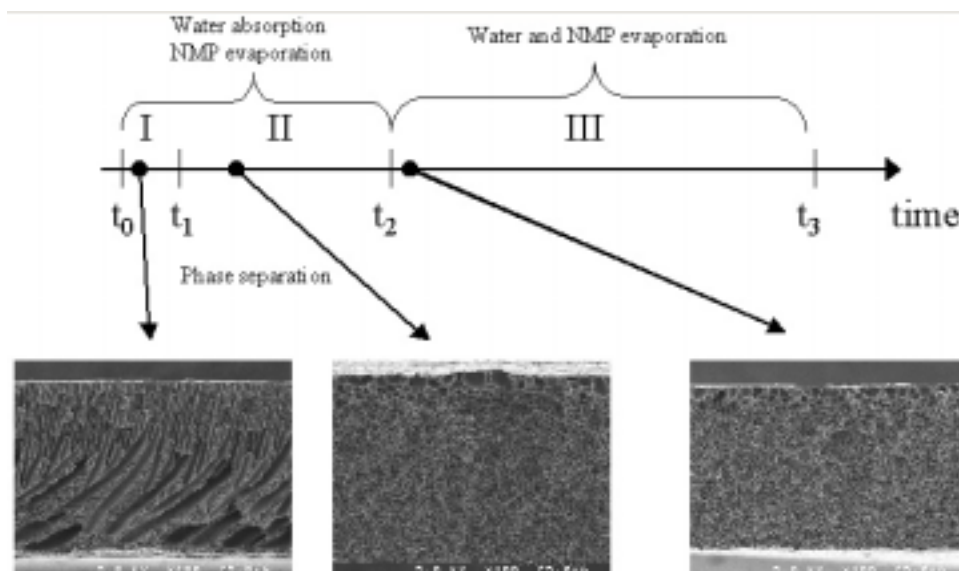 Water absorption
NMP evaporation
Water and NMP evaporation
I
II
III
t0
t1
t2
t3
time
Phase separation